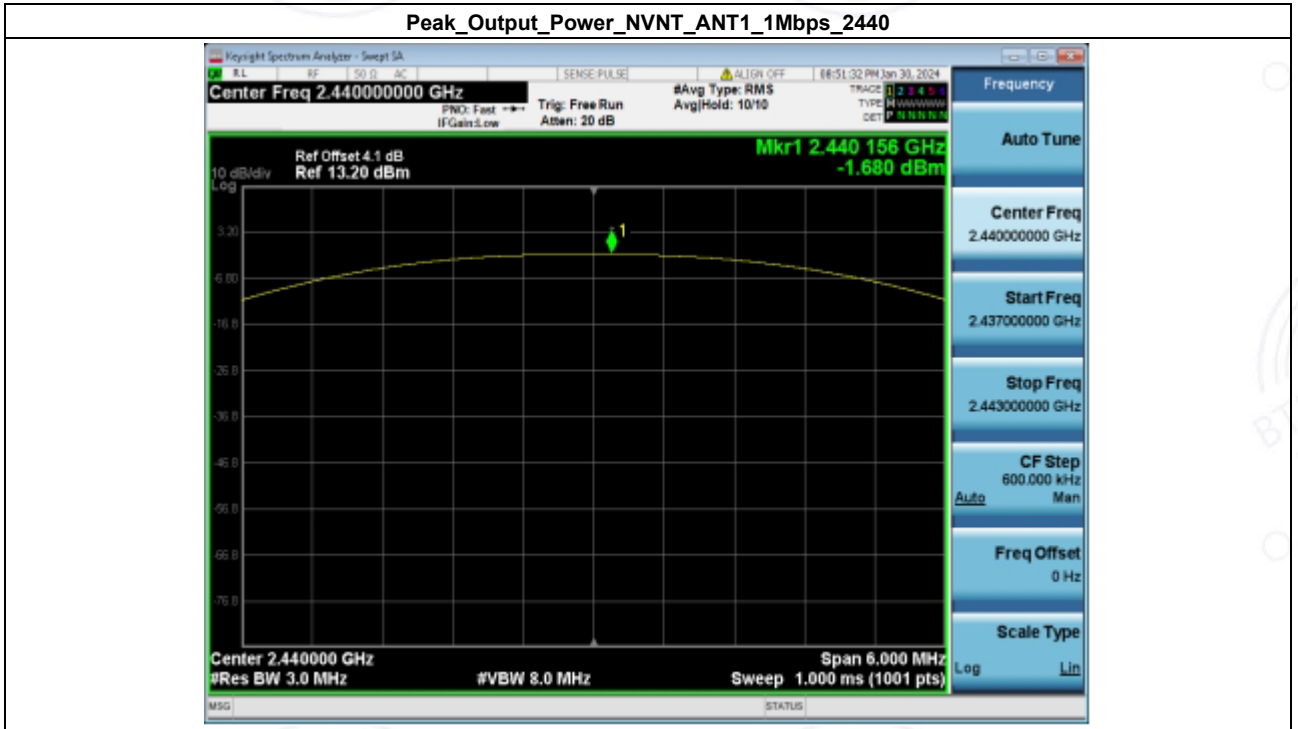 Peak_Output_Power_NVNT_ANT1_1Mbps_2440
Keysight Spectrum Analyzer - Swept SA
RL RF 50 Ω AC SENSE:PULSE ALIGN OFF 08:51:32 PM Jan 30, 2024
Center Freq 2.440000000 GHz
PNO: Fast
IFGain:Low
Trig: Free Run
Atten: 20 dB
#Avg Type: RMS
Avg|Hold: 10/10
TRACE 1 2 3 4 5 6
TYPE M WWWWW
DET P N N N N N
Mkr1 2.440 156 GHz
-1.680 dBm
Ref Offset 4.1 dB
10 dB/div Ref 13.20 dBm
Log
1
3.20
-6.80
-16.8
-26.8
-36.8
-46.8
-56.8
-66.8
-76.8
Center 2.440000 GHz Span 6.000 MHz
#Res BW 3.0 MHz #VBW 8.0 MHz Sweep 1.000 ms (1001 pts)
MSG STATUS
Frequency
Auto Tune
Center Freq
2.440000000 GHz
Start Freq
2.437000000 GHz
Stop Freq
2.443000000 GHz
CF Step
600.000 kHz
Auto Man
Freq Offset
0 Hz
Scale Type
Log Lin